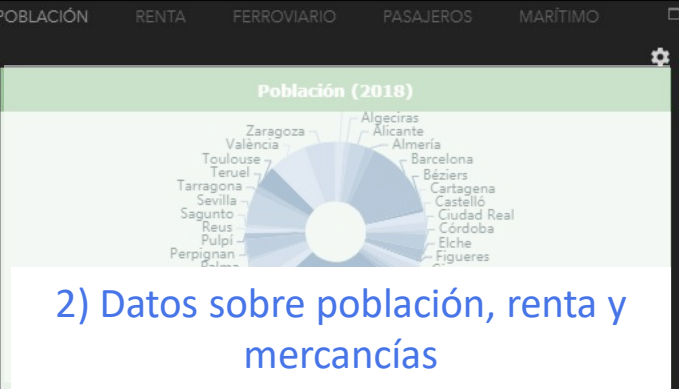 POBLACIÓN RENTA FERROVIARIO PASAJEROS MARÍTIMO
Población (2018)
Algeciras
Zaragoza Alicante
València Almería
Toulouse Barcelona
Teruel Béziers
Tarragona Cartagena
Sevilla Castelló
Sagunto Ciudad Real
Reus Córdoba
Pulpí Elche
Perpignan Figueres
2) Datos sobre población, renta y
mercancías